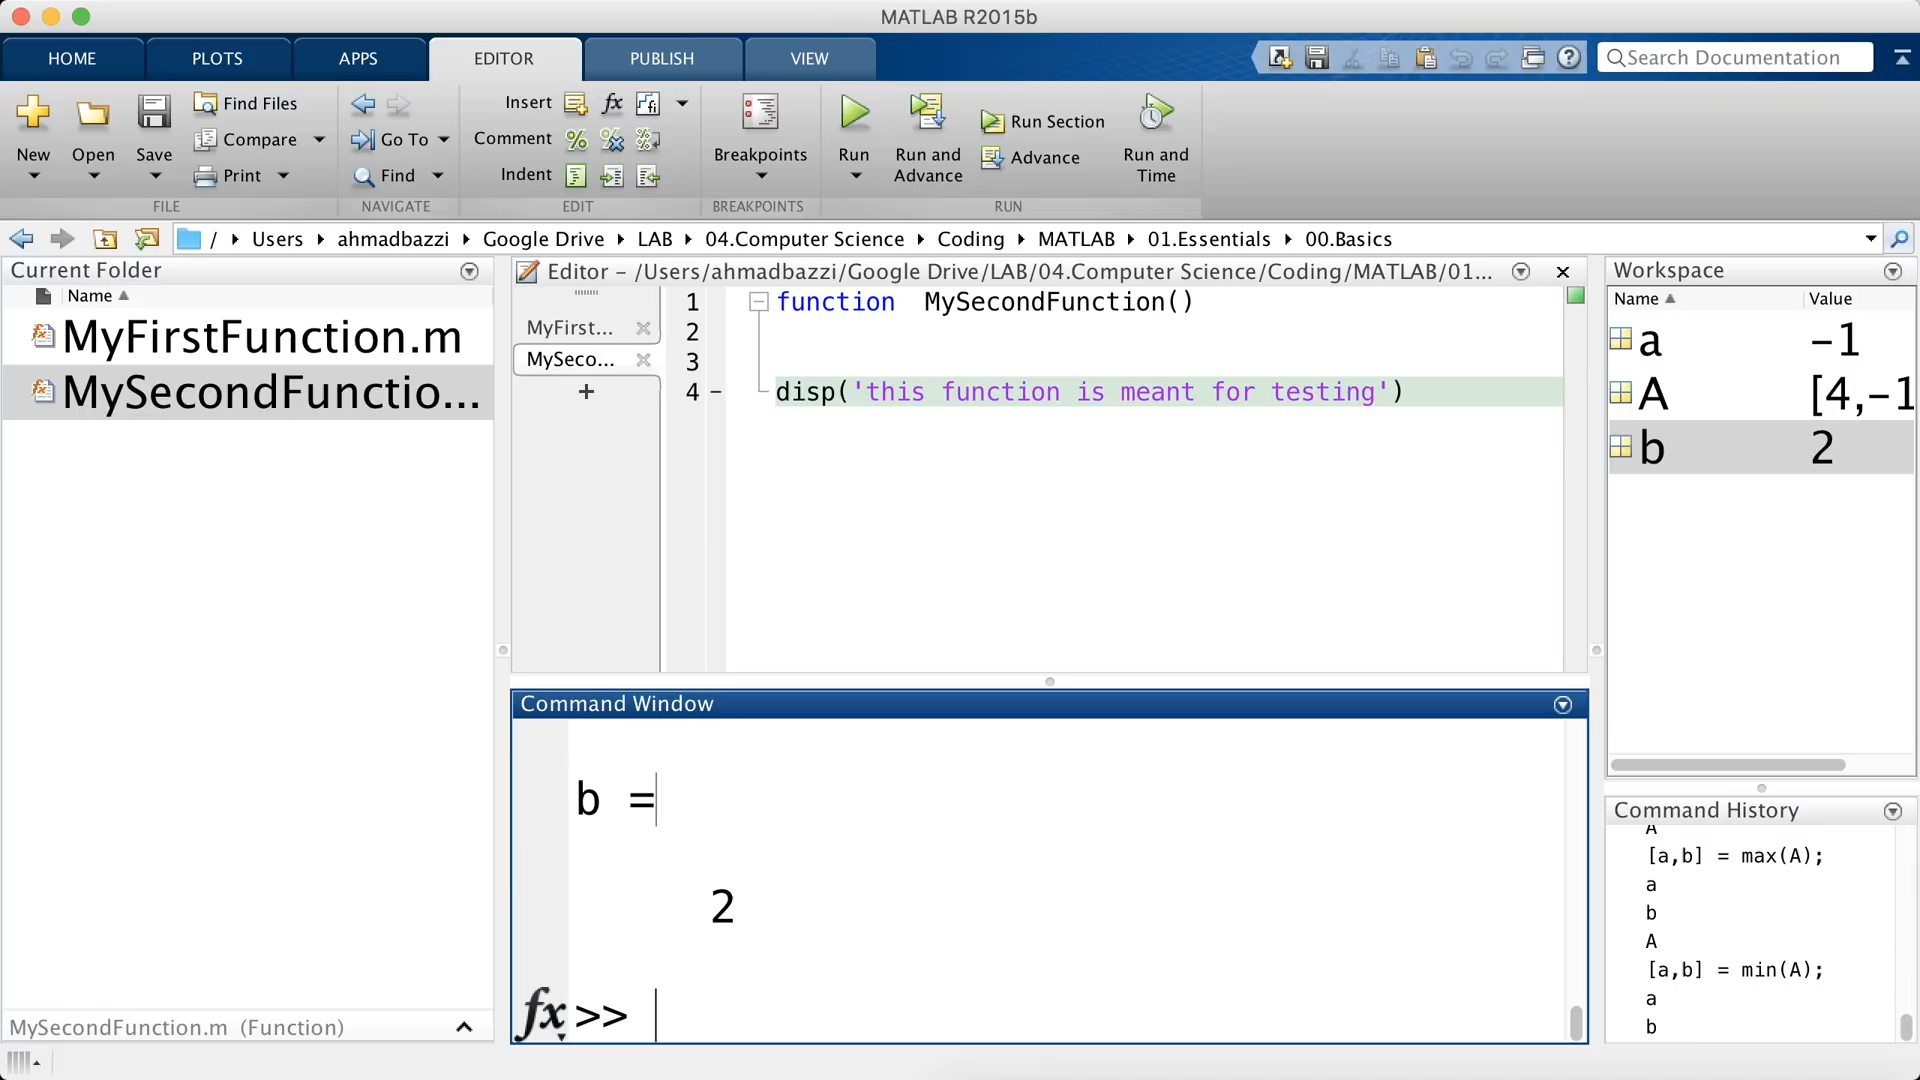 MATLAB R2015b
HOME
PLOTS
APPS
EDITOR
PUBLISH
VIEW
Search Documentation
New
Open
Save
Find Files
Compare
Print
FILE
Go To
Find
NAVIGATE
Insert
fx
fi
Comment
Indent
EDIT
Breakpoints
BREAKPOINTS
Run
Run and
Advance
Run Section
Advance
Run and
Time
RUN
/ Users ahmadbazzi Google Drive LAB 04.Computer Science Coding MATLAB 01.Essentials 00.Basics
Current Folder
Name
MyFirstFunction.m
MySecondFunctio...
MySecondFunction.m (Function)
Editor – /Users/ahmadbazzi/Google Drive/LAB/04.Computer Science/Coding/MATLAB/01...
MyFirst...
MySeco...
+
1 function MySecondFunction()
2
3
4 – disp('this function is meant for testing')
Command Window
b =
2
fx >>
Workspace
Name Value
a -1
A [4,-1
b 2
Command History
A
[a,b] = max(A);
a
b
A
[a,b] = min(A);
a
b